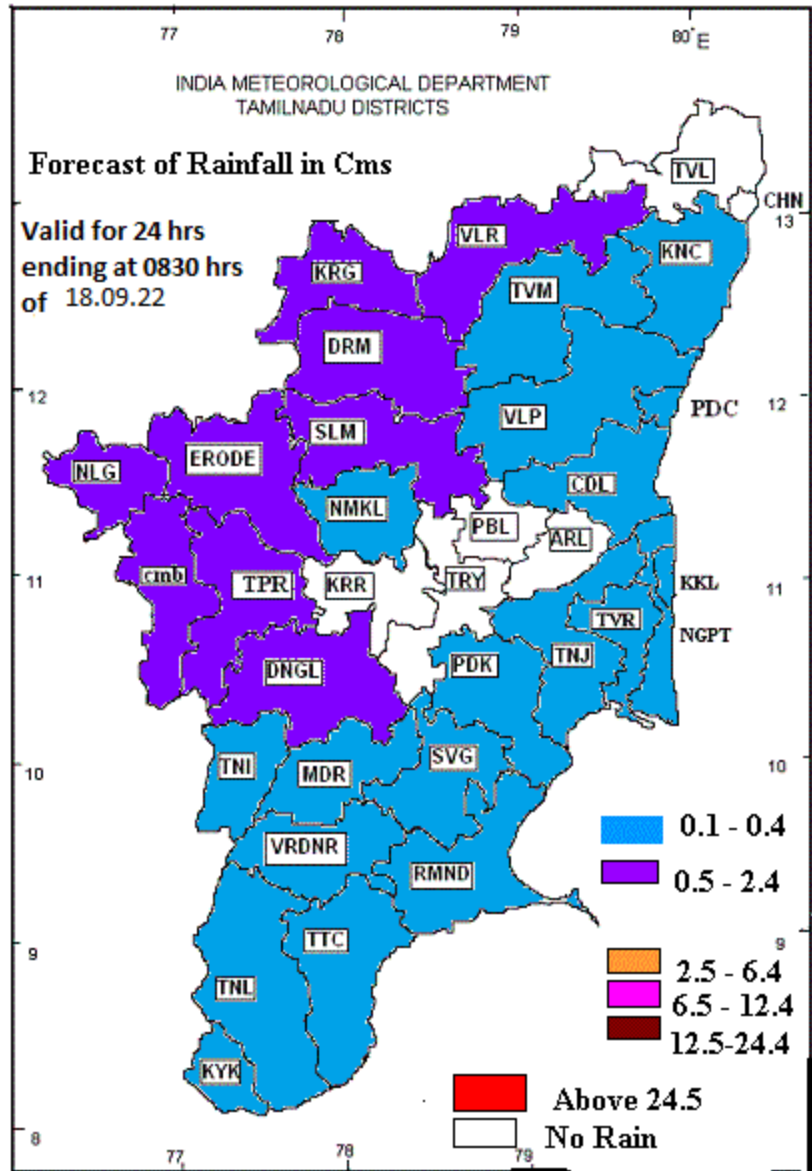 77 78 79 80° E
INDIA METEOROLOGICAL DEPARTMENT
TAMILNADU DISTRICTS
Forecast of Rainfall in Cms
TVL
CHN
13
Valid for 24 hrs
ending at 0830 hrs
of 18.09.22
VLR
KNC
KRG
TVM
DRM
12
12
PDC
VLP
SLM
ERODE
NLG
CDL
NMKL
PBL
ARL
11
cmb
TPR
KRR
TRY
KKL
11
TVR
NGPT
DNGL
PDK
TNJ
10
TNI
MDR
SVG
10
0.1 - 0.4
VRDNR
RMND
0.5 - 2.4
9
TTC
9
2.5 - 6.4
TNL
6.5 - 12.4
12.5-24.4
KYK
Above 24.5
8
No Rain
77 78 79